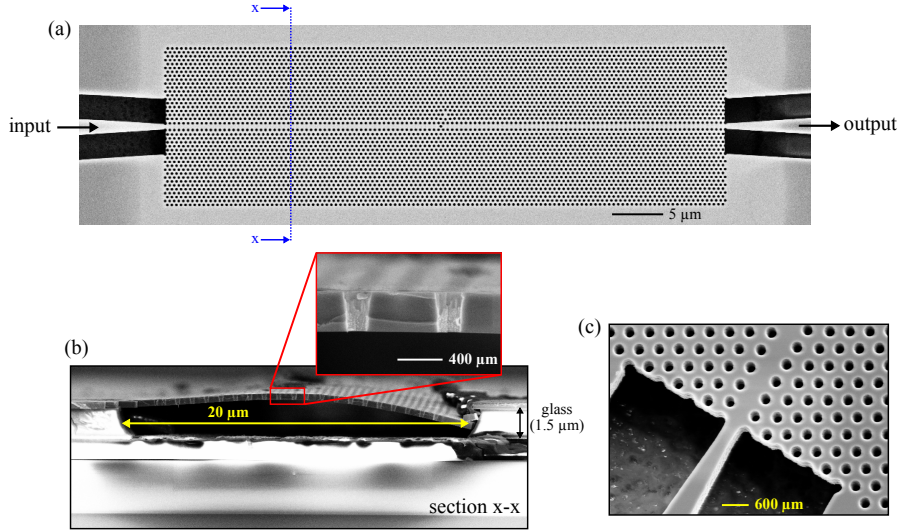 (a)
x
input
output
x
5 µm
(b)
400 µm
20 µm
glass
(1.5 µm)
section x-x
(c)
600 µm